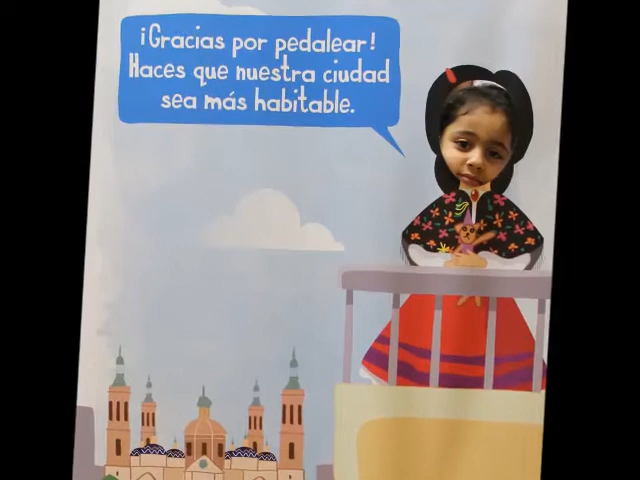 ¡Gracias por pedalear!
Haces que nuestra ciudad
sea más habitable.